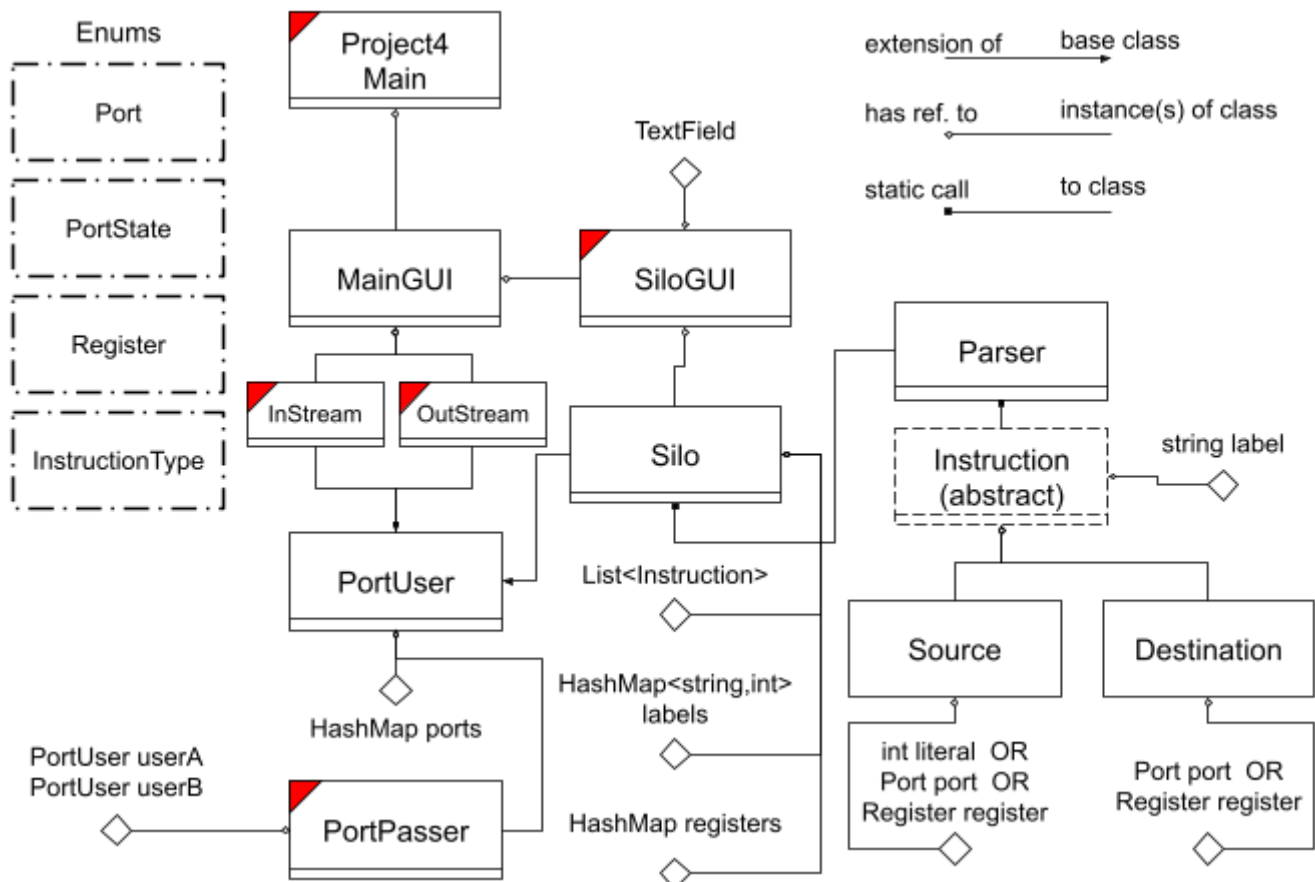 Enums
Port
PortState
Register
InstructionType
Project4
Main
extension of
base class
has ref. to
instance(s) of class
static call
to class
TextField
MainGUI
SiloGUI
Parser
InStream
OutStream
Silo
Instruction
(abstract)
string label
PortUser
List<Instruction>
Source
Destination
HashMap ports
HashMap<string,int>
labels
PortUser userA
PortUser userB
PortPasser
HashMap registers
int literal OR
Port port OR
Register register
Port port OR
Register register